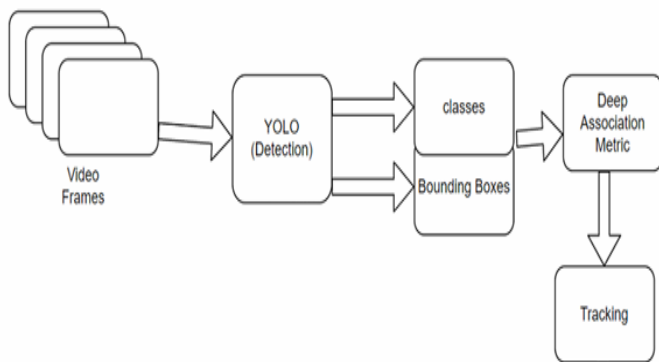 Video
Frames
YOLO
(Detection)
classes
Bounding Boxes
Deep
Association
Metric
Tracking